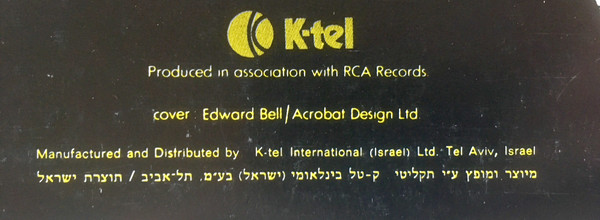 K-tel
Produced in association with RCA Records
cover Edward Bell/Acrobat Design Ltd
Manufactured and Distributed by K-tel International (Israel) Ltd. Tel Aviv, Israel
מיוצר ומופץ ע״י תקליטי ק-טל בינלאומי (ישראל) בע״מ. תל־אביב / תוצרת ישראל